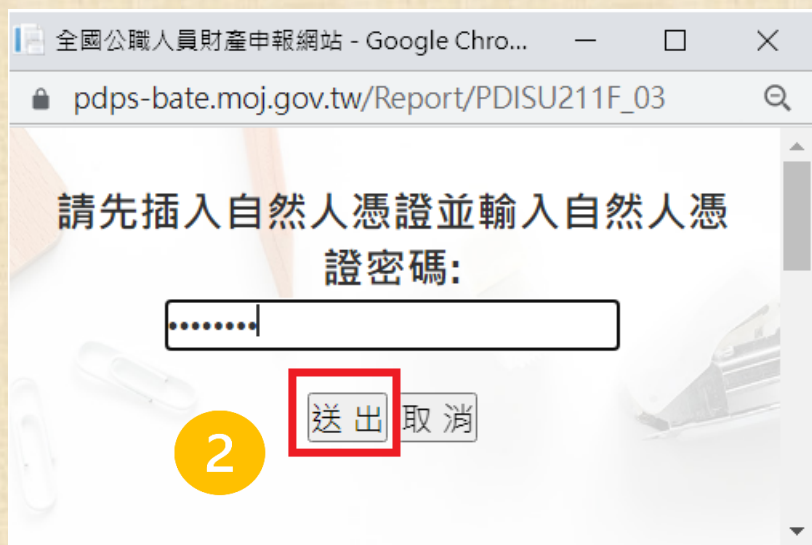 全國公職人員財產申報網站 - Google Chro...
pdps-bate.moj.gov.tw/Report/PDISU211F_03
請先插入自然人憑證並輸入自然人憑
證密碼:
••••••••
送出 取消
2